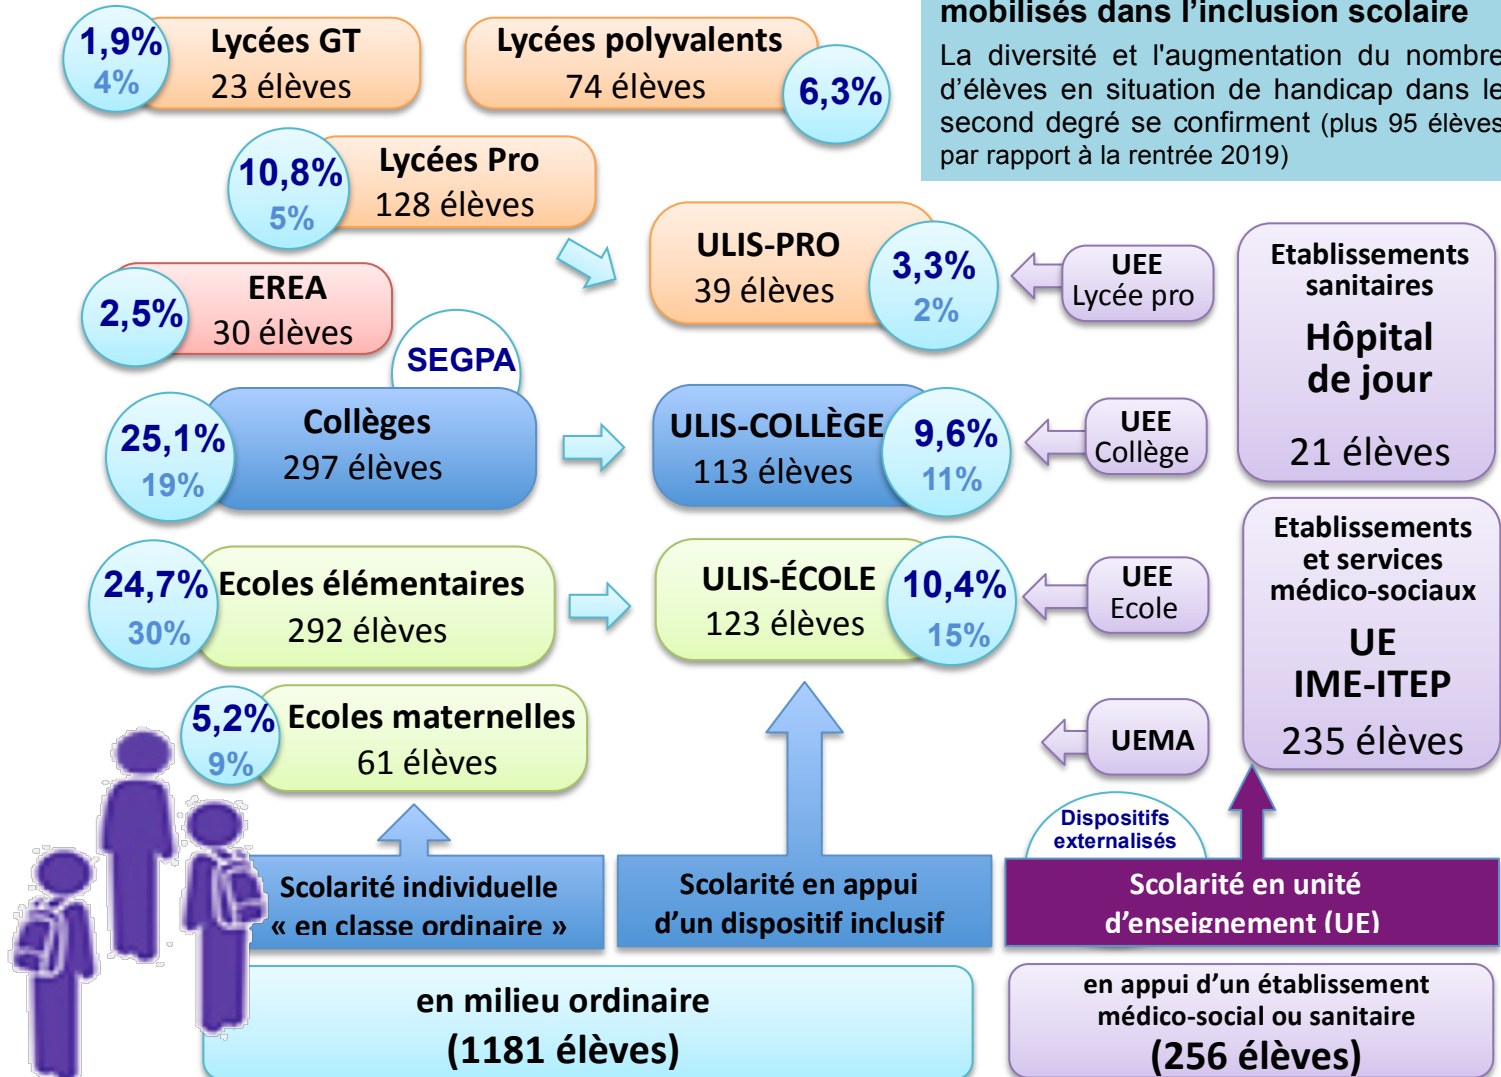 mobilisés dans l’inclusion scolaire
La diversité et l'augmentation du nombre
d’élèves en situation de handicap dans le
second degré se confirment (plus 95 élèves
par rapport à la rentrée 2019)
1,9%
4%
Lycées GT
23 élèves
Lycées polyvalents
74 élèves
6,3%
10,8%
5%
Lycées Pro
128 élèves
ULIS-PRO
39 élèves
3,3%
2%
UEE
Lycée pro
Etablissements
sanitaires
Hôpital
de jour
21 élèves
2,5%
EREA
30 élèves
SEGPA
25,1%
19%
Collèges
297 élèves
ULIS-COLLÈGE
113 élèves
9,6%
11%
UEE
Collège
24,7%
30%
Ecoles élémentaires
292 élèves
ULIS-ÉCOLE
123 élèves
10,4%
15%
UEE
Ecole
Etablissements
et services
médico-sociaux
UE
IME-ITEP
235 élèves
5,2%
9%
Ecoles maternelles
61 élèves
UEMA
Dispositifs
externalisés
Scolarité individuelle
« en classe ordinaire »
Scolarité en appui
d’un dispositif inclusif
Scolarité en unité
d’enseignement (UE)
en milieu ordinaire
(1181 élèves)
en appui d’un établissement
médico-social ou sanitaire
(256 élèves)